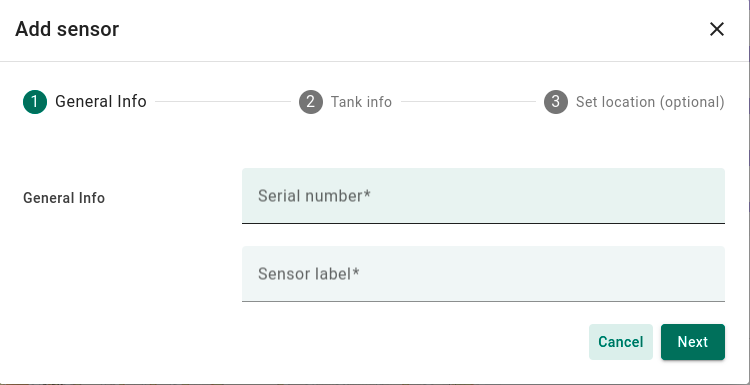 Add sensor
1 General Info 2 Tank info 3 Set location (optional)
General Info
Serial number*
Sensor label*
Cancel Next